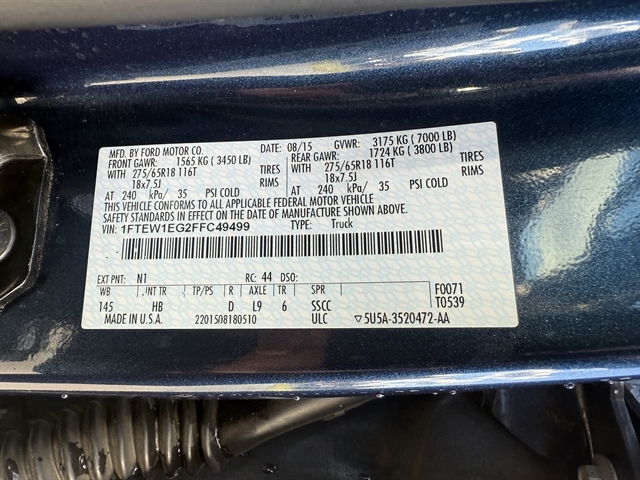 MFD. BY FORD MOTOR CO. 08/15 GVWR: 3175 KG ( 7000 LB)
FRONT GAWR: 1565 KG ( 3450 LB) REAR GAWR: 1724 KG ( 3800 LB)
WITH 275/65R18 116T TIRES WITH 275/65R18 116T TIRES
18x7.5J RIMS 18x7.5J RIMS
AT 240 kPa/ 35 PSI COLD AT 240 kPa/ 35 PSI COLD
THIS VEHICLE CONFORMS TO ALL APPLICABLE FEDERAL MOTOR VEHICLE
SAFETY STANDARDS IN EFFECT ON THE DATE OF MANUFACTURE SHOWN ABOVE.
VIN: 1FTEW1EG2FFC49499 TYPE: Truck
EXT PNT: N1 RC: 44 DSO:
WB INT TR TP/PS R AXLE TR SPR F0071
145 HB D L9 6 SSCC T0539
MADE IN U.S.A. 2201508180510 ULC ▽5U5A-3520472-AA